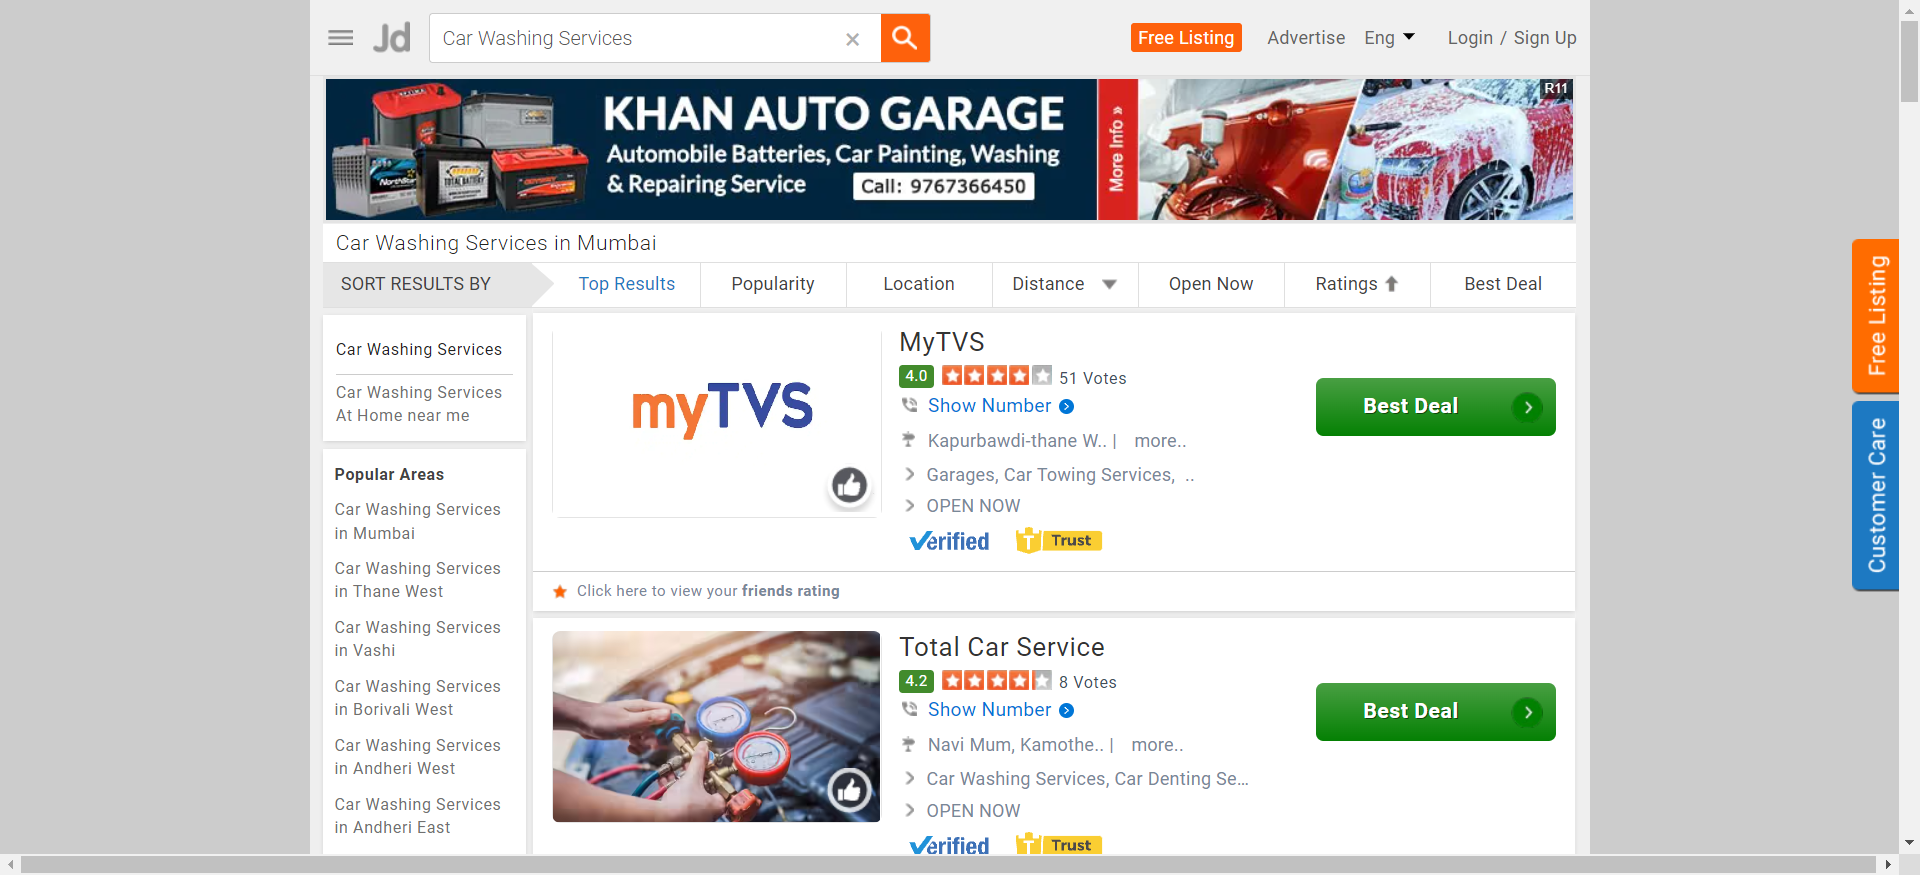 Jd
Car Washing Services
Free Listing
Advertise
Eng
Login / Sign Up
KHAN AUTO GARAGE
Automobile Batteries, Car Painting, Washing
& Repairing Service
Call: 9767366450
More Info »
R11
Car Washing Services in Mumbai
SORT RESULTS BY
Top Results
Popularity
Location
Distance
Open Now
Ratings
Best Deal
Car Washing Services
Car Washing Services
At Home near me
Popular Areas
Car Washing Services
in Mumbai
Car Washing Services
in Thane West
Car Washing Services
in Vashi
Car Washing Services
in Borivali West
Car Washing Services
in Andheri West
Car Washing Services
in Andheri East
myTVS
MyTVS
4.0
51 Votes
Show Number
Kapurbawdi-thane W.. | more..
Garages, Car Towing Services, ..
OPEN NOW
Verified
T Trust
Best Deal
Click here to view your friends rating
Total Car Service
4.2
8 Votes
Show Number
Navi Mum, Kamothe.. | more..
Car Washing Services, Car Denting Se...
OPEN NOW
Verified
T Trust
Best Deal
Free Listing
Customer Care